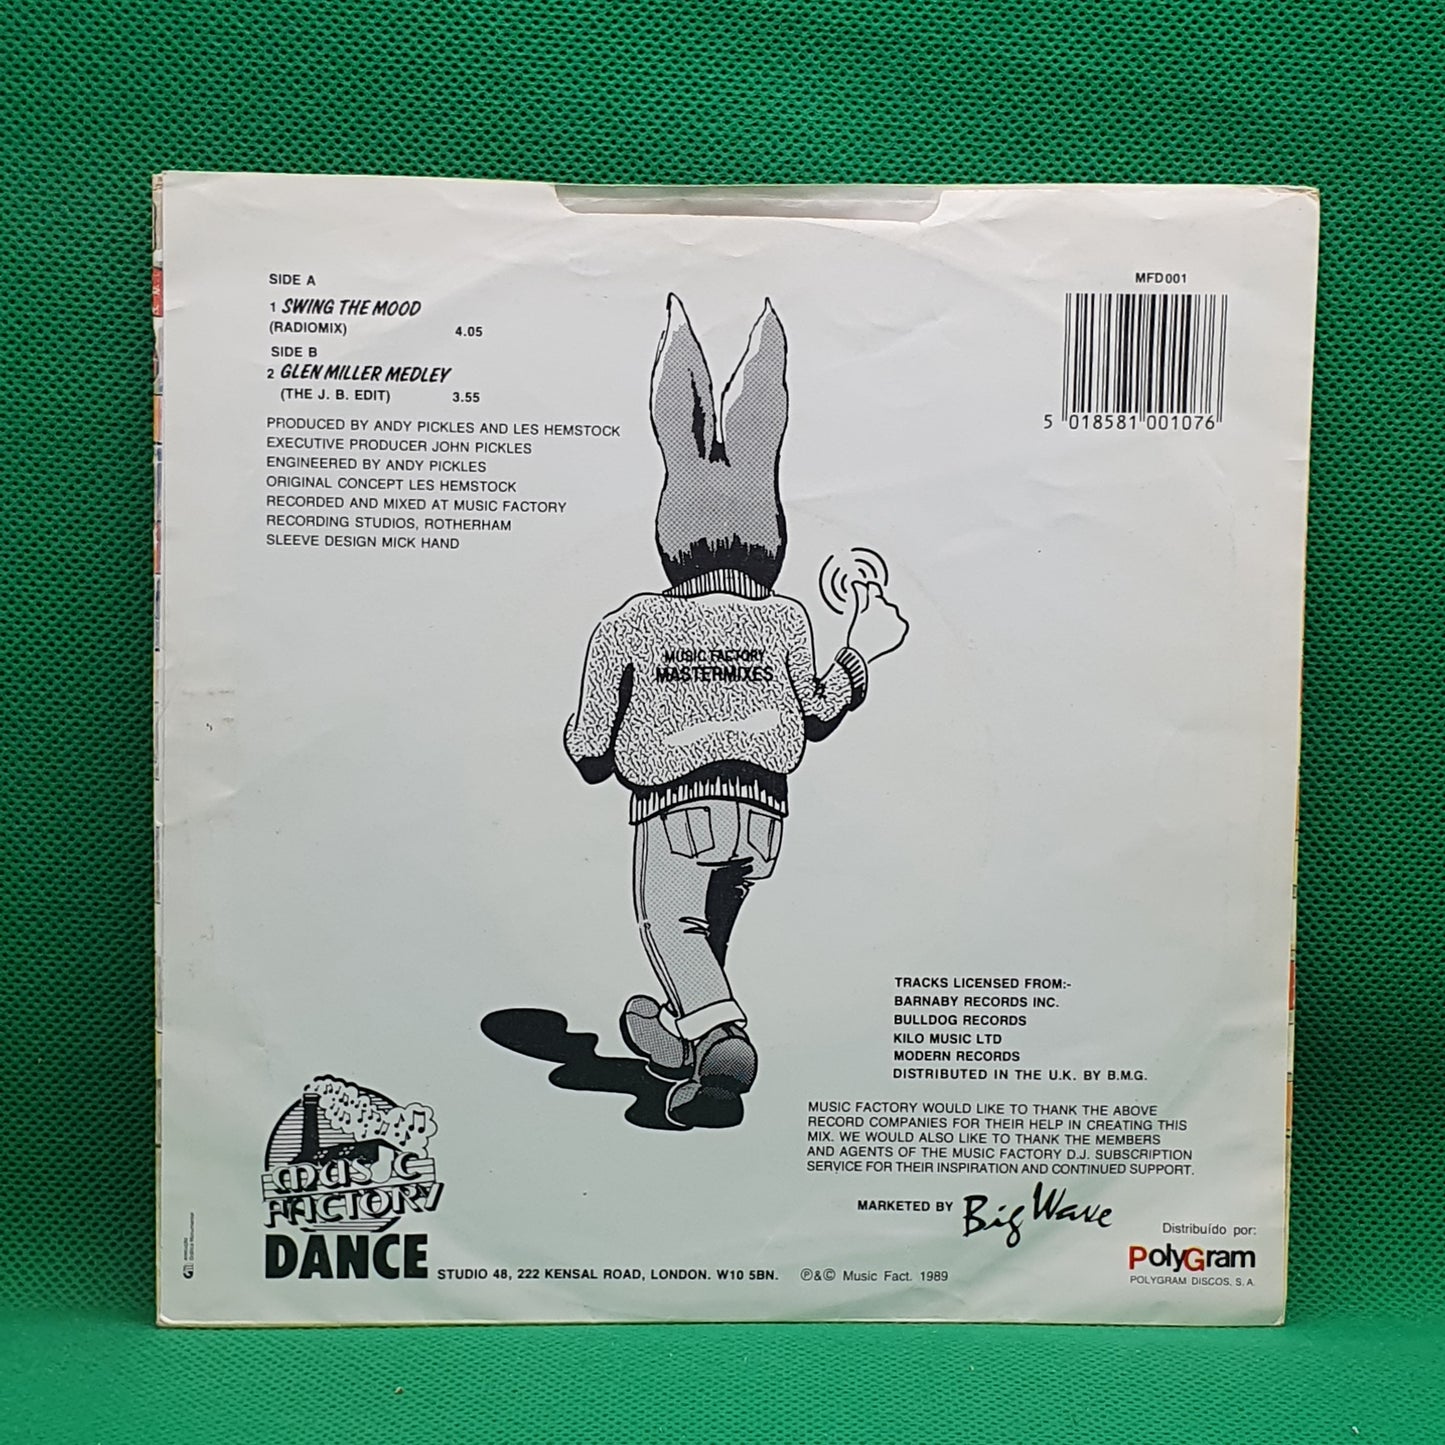 SIDE A
1 SWING THE MOOD
(RADIOMIX) 4.05
SIDE B
2 GLEN MILLER MEDLEY
(THE J. B. EDIT) 3.55
PRODUCED BY ANDY PICKLES AND LES HEMSTOCK
EXECUTIVE PRODUCER JOHN PICKLES
ENGINEERED BY ANDY PICKLES
ORIGINAL CONCEPT LES HEMSTOCK
RECORDED AND MIXED AT MUSIC FACTORY
RECORDING STUDIOS, ROTHERHAM
SLEEVE DESIGN MICK HAND
MFD001
5 018581 001076
MUSIC FACTORY
MASTERMIXES
TRACKS LICENSED FROM:-
BARNABY RECORDS INC.
BULLDOG RECORDS
KILO MUSIC LTD
MODERN RECORDS
DISTRIBUTED IN THE U.K. BY B.M.G.
MUSIC FACTORY WOULD LIKE TO THANK THE ABOVE
RECORD COMPANIES FOR THEIR HELP IN CREATING THIS
MIX. WE WOULD ALSO LIKE TO THANK THE MEMBERS
AND AGENTS OF THE MUSIC FACTORY D.J. SUBSCRIPTION
SERVICE FOR THEIR INSPIRATION AND CONTINUED SUPPORT.
MARKETED BY Big Wave
Distribuído por:
PolyGram
POLYGRAM DISCOS, S.A.
MUSIC
FACTORY
DANCE
STUDIO 48, 222 KENSAL ROAD, LONDON. W10 5BN. ℗&© Music Fact. 1989